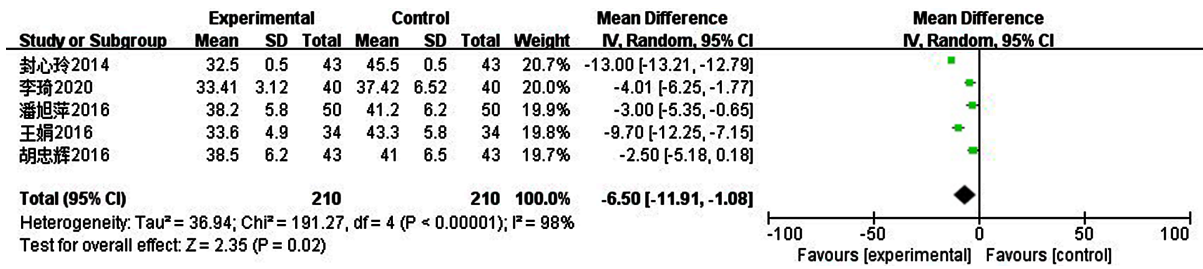 Experimental Control Mean Difference Mean Difference
Study or Subgroup Mean SD Total Mean SD Total Weight IV, Random, 95% CI IV, Random, 95% CI
封心玲2014 32.5 0.5 43 45.5 0.5 43 20.7% -13.00 [-13.21, -12.79]
李琦2020 33.41 3.12 40 37.42 6.52 40 20.0% -4.01 [-6.25, -1.77]
潘旭萍2016 38.2 5.8 50 41.2 6.2 50 19.9% -3.00 [-5.35, -0.65]
王娟2016 33.6 4.9 34 43.3 5.8 34 19.8% -9.70 [-12.25, -7.15]
胡忠辉2016 38.5 6.2 43 41 6.5 43 19.7% -2.50 [-5.18, 0.18]
Total (95% CI) 210 210 100.0% -6.50 [-11.91, -1.08]
Heterogeneity: Tau² = 36.94; Chi² = 191.27, df = 4 (P < 0.00001); I² = 98%
Test for overall effect: Z = 2.35 (P = 0.02)
-100 -50 0 50 100
Favours [experimental] Favours [control]